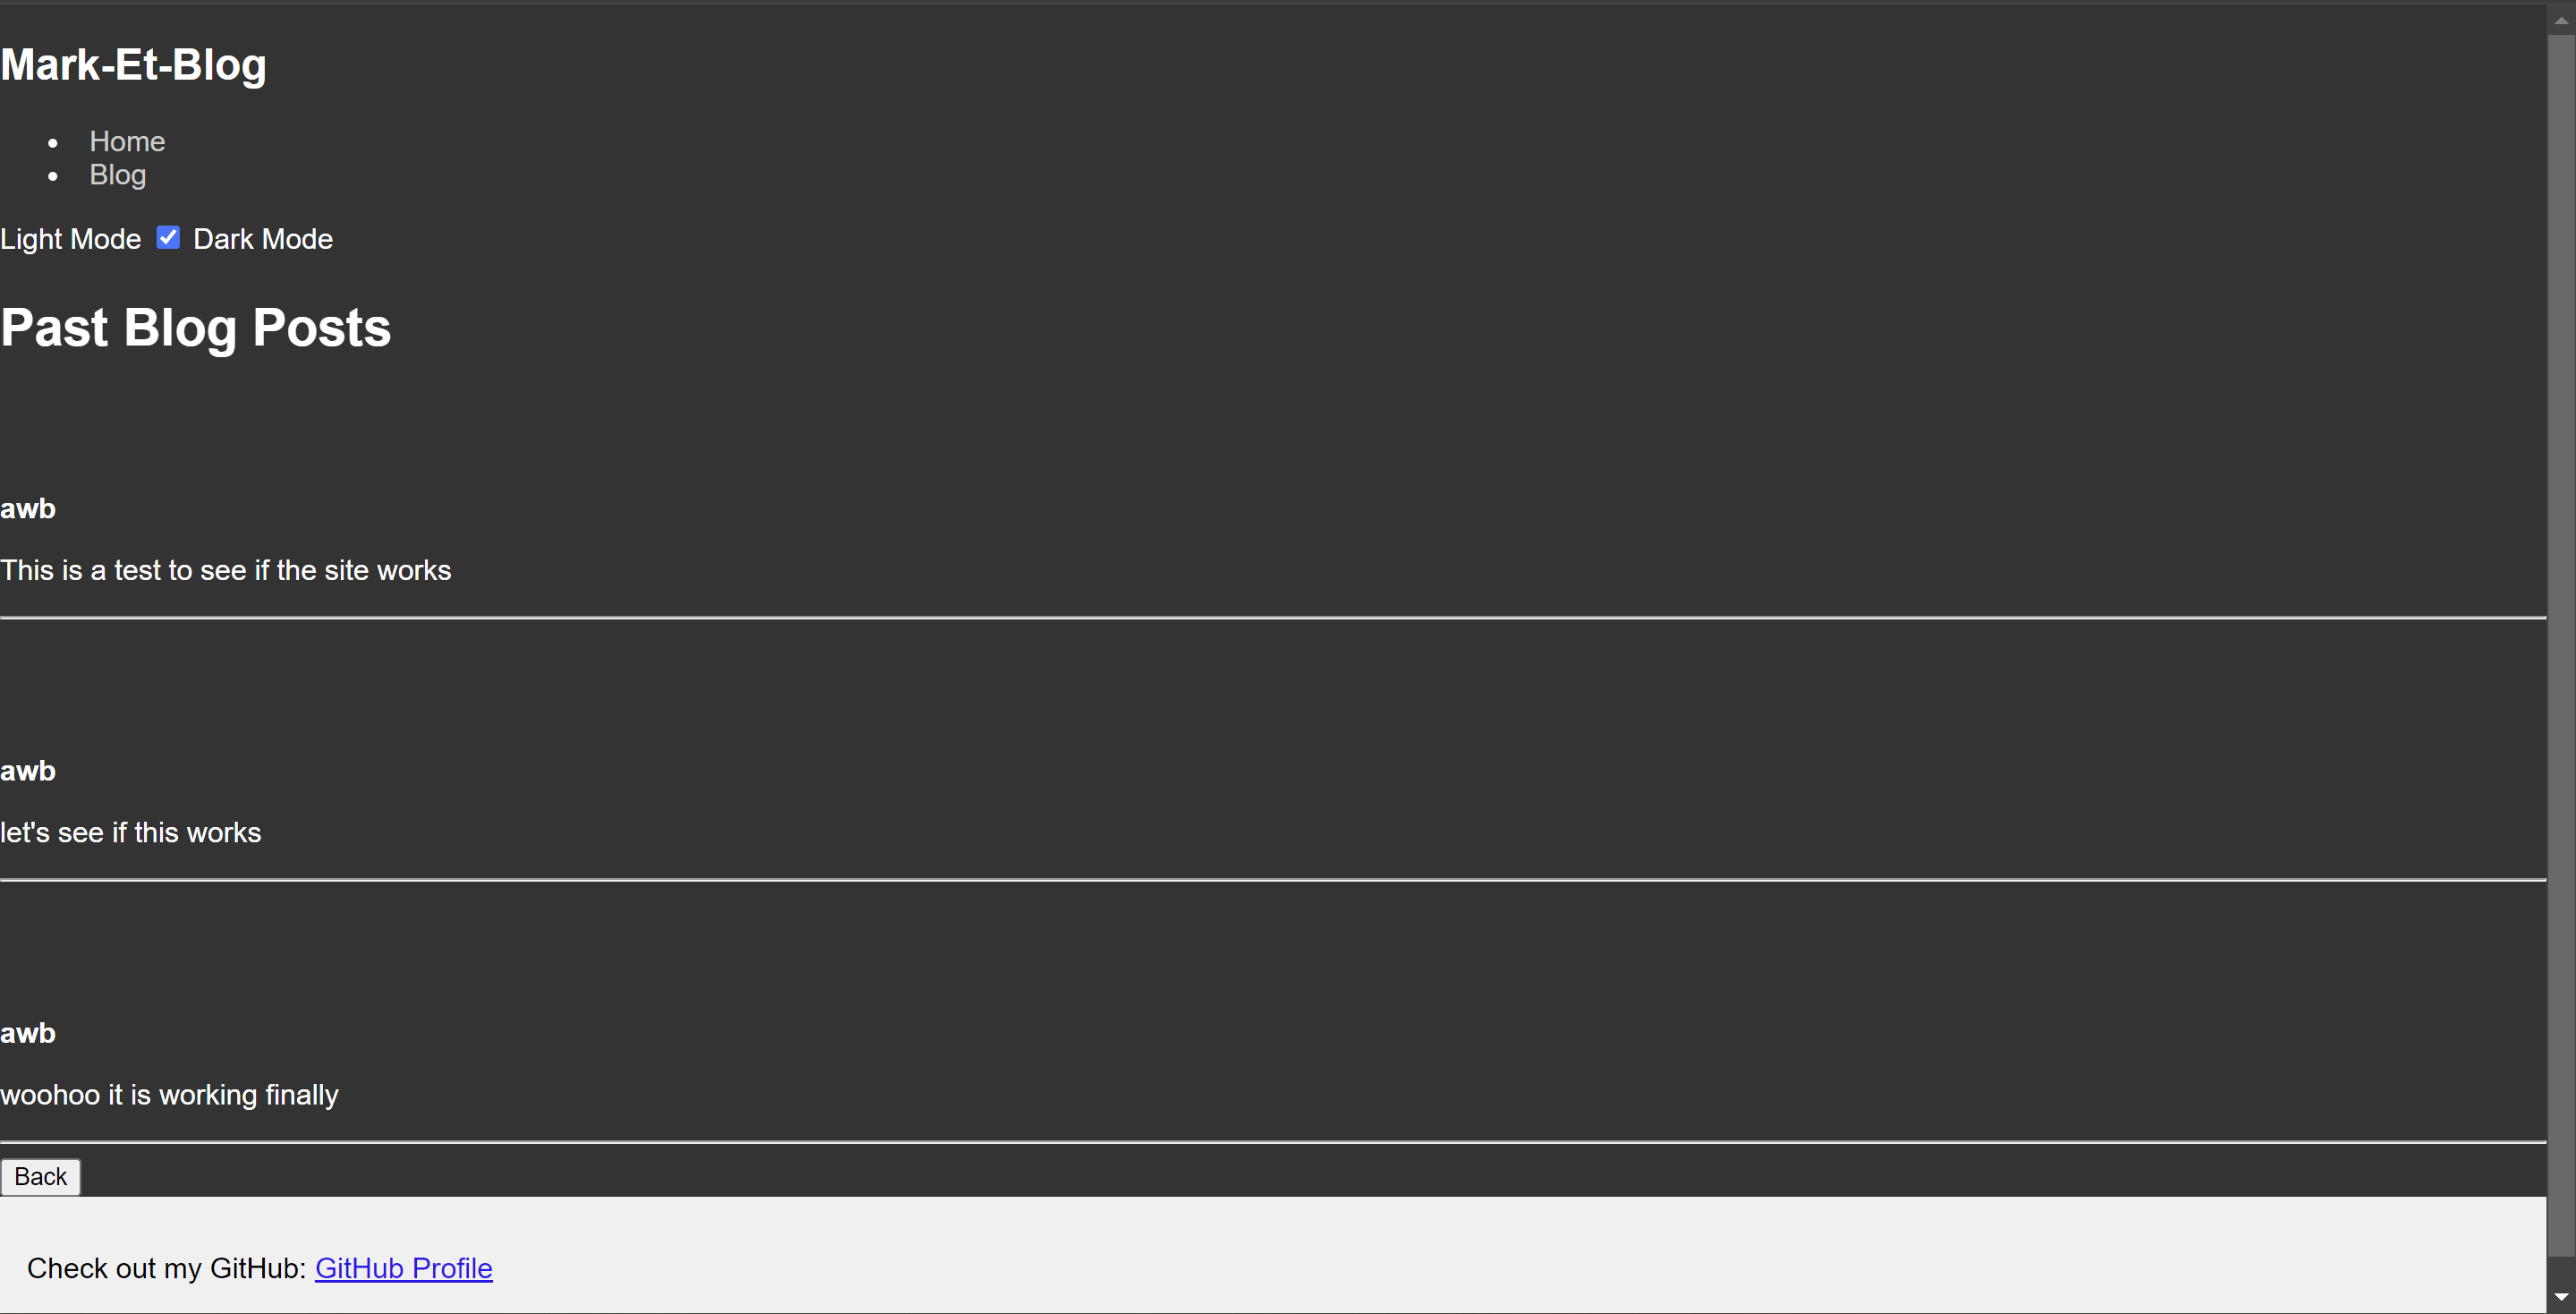 Mark-Et-Blog
Home
Blog
Light Mode Dark Mode
Past Blog Posts
awb
This is a test to see if the site works
awb
let's see if this works
awb
woohoo it is working finally
Back
Check out my GitHub: GitHub Profile